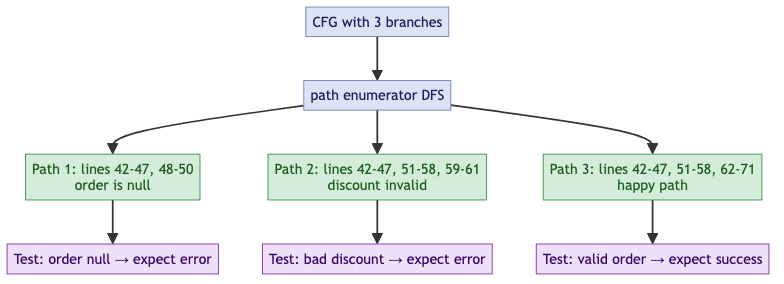 CFG with 3 branches
path enumerator DFS
Path 1: lines 42-47, 48-50
order is null
Path 2: lines 42-47, 51-58, 59-61
discount invalid
Path 3: lines 42-47, 51-58, 62-71
happy path
Test: order null → expect error
Test: bad discount → expect error
Test: valid order → expect success